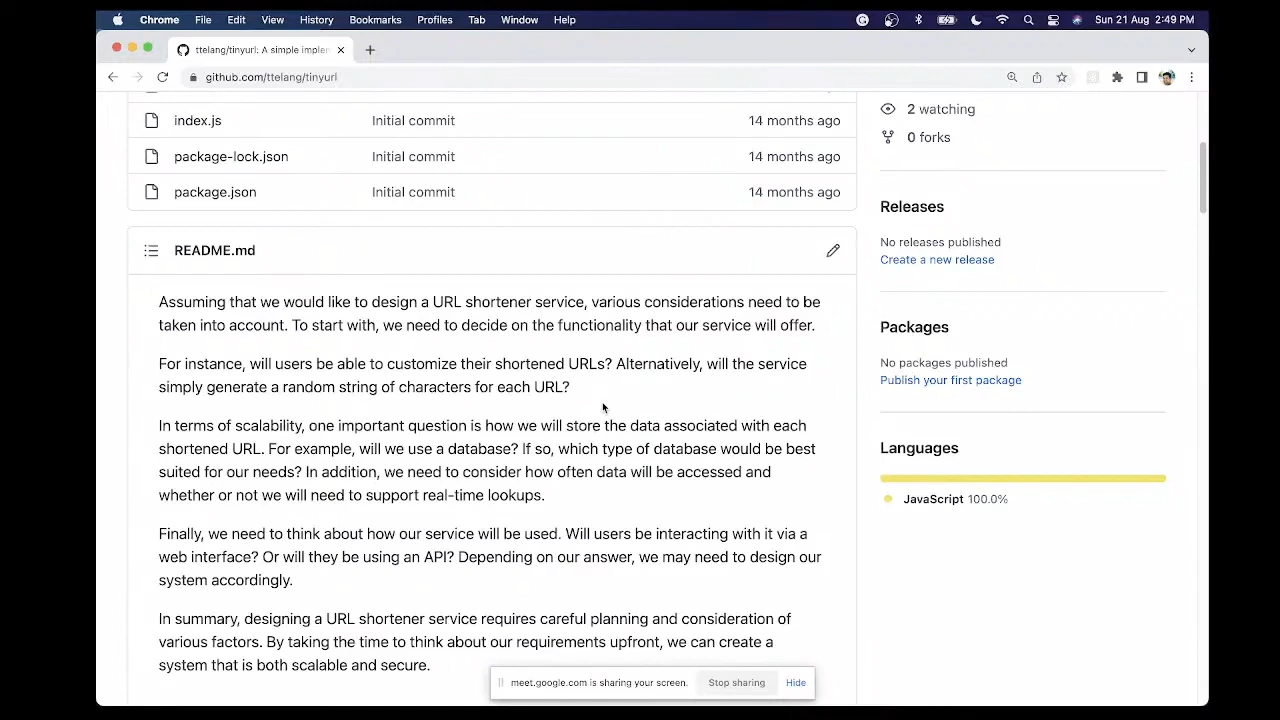 Chrome File Edit View History Bookmarks Profiles Tab Window Help Sun 21 Aug 2:49 PM
ttelang/tinyurl: A simple implem
github.com/ttelang/tinyurl
index.js Initial commit 14 months ago
package-lock.json Initial commit 14 months ago
package.json Initial commit 14 months ago
README.md
Assuming that we would like to design a URL shortener service, various considerations need to be
taken into account. To start with, we need to decide on the functionality that our service will offer.
For instance, will users be able to customize their shortened URLs? Alternatively, will the service
simply generate a random string of characters for each URL?
In terms of scalability, one important question is how we will store the data associated with each
shortened URL. For example, will we use a database? If so, which type of database would be best
suited for our needs? In addition, we need to consider how often data will be accessed and
whether or not we will need to support real-time lookups.
Finally, we need to think about how our service will be used. Will users be interacting with it via a
web interface? Or will they be using an API? Depending on our answer, we may need to design our
system accordingly.
In summary, designing a URL shortener service requires careful planning and consideration of
various factors. By taking the time to think about our requirements upfront, we can create a
system that is both scalable and secure.
2 watching
0 forks
Releases
No releases published
Create a new release
Packages
No packages published
Publish your first package
Languages
JavaScript 100.0%
meet.google.com is sharing your screen. Stop sharing Hide